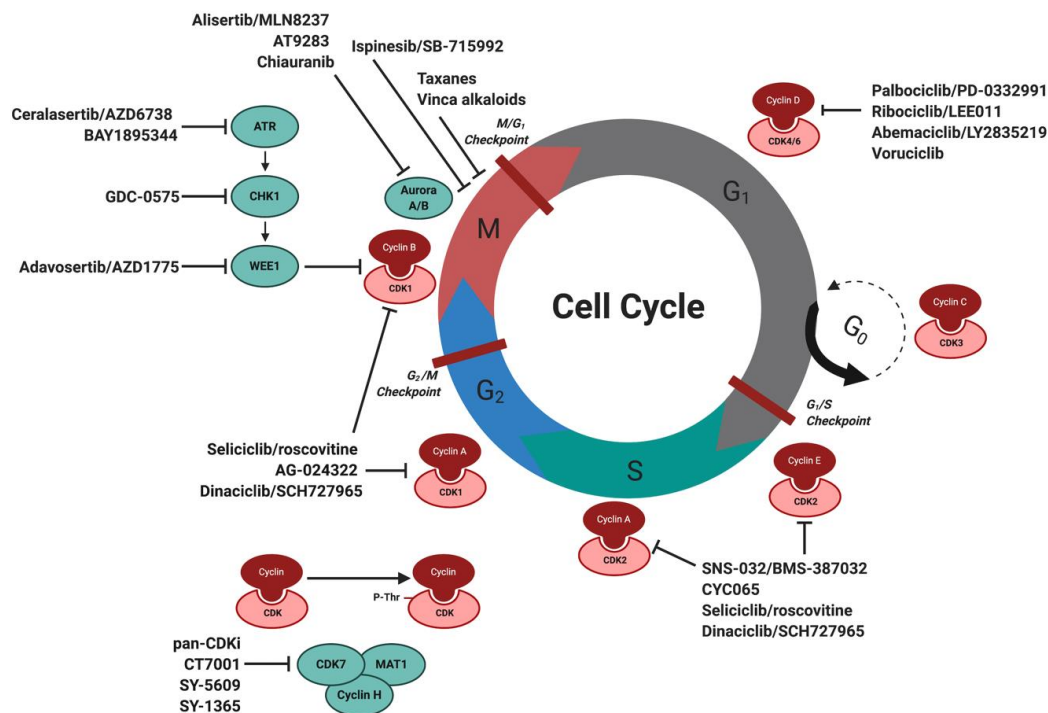 Alisertib/MLN8237
AT9283
Chiauranib
Ispinesib/SB-715992
Taxanes
Vinca alkaloids
M/G₁
Checkpoint
Ceralasertib/AZD6738
BAY1895344
ATR
GDC-0575
CHK1
Adavosertib/AZD1775
WEE1
Aurora
A/B
Cyclin B
CDK1
Cyclin D
CDK4/6
Palbociclib/PD-0332991
Ribociclib/LEE011
Abemaciclib/LY2835219
Voruciclib
G₁
M
Cell Cycle
G₀
Cyclin C
CDK3
G₂/M
Checkpoint
G₂
G₁/S
Checkpoint
S
Seliciclib/roscovitine
AG-024322
Dinaciclib/SCH727965
Cyclin A
CDK1
Cyclin E
CDK2
Cyclin A
CDK2
SNS-032/BMS-387032
CYC065
Seliciclib/roscovitine
Dinaciclib/SCH727965
Cyclin
CDK
P-Thr
Cyclin
CDK
pan-CDKi
CT7001
SY-5609
SY-1365
CDK7
MAT1
Cyclin H